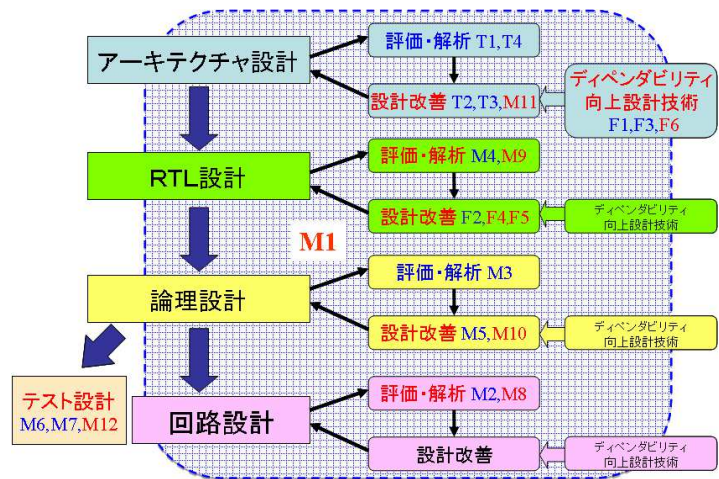 アーキテクチャ設計
評価・解析 T1,T4
設計改善 T2,T3,M11
ディペンダビリティ
向上設計技術
F1,F3,F6
RTL設計
評価・解析 M4,M9
設計改善 F2,F4,F5
ディペンダビリティ
向上設計技術
M1
論理設計
評価・解析 M3
設計改善 M5,M10
ディペンダビリティ
向上設計技術
テスト設計
M6,M7,M12
回路設計
評価・解析 M2,M8
設計改善
ディペンダビリティ
向上設計技術